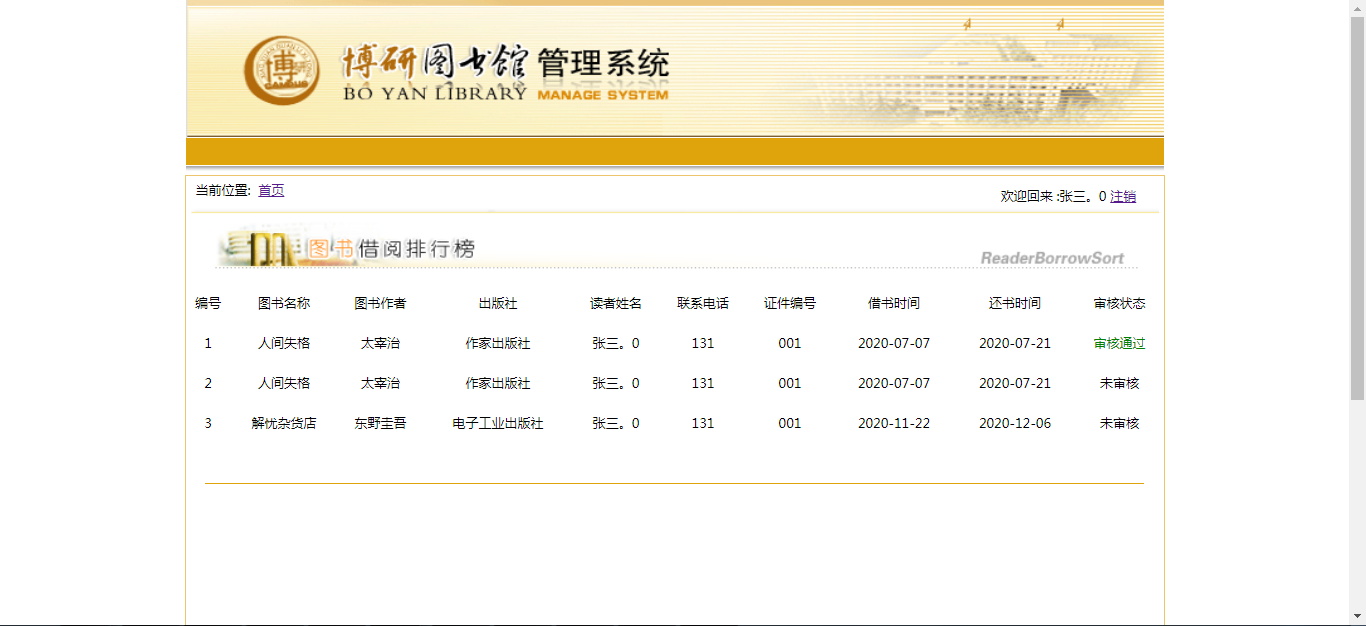 博研图书馆 管理系统
BO YAN LIBRARY MANAGE SYSTEM
当前位置: 首页
欢迎回来 :张三。0 注销
图书借阅排行榜
ReaderBorrowSort
编号 图书名称 图书作者 出版社 读者姓名 联系电话 证件编号 借书时间 还书时间 审核状态
1 人间失格 太宰治 作家出版社 张三。0 131 001 2020-07-07 2020-07-21 审核通过
2 人间失格 太宰治 作家出版社 张三。0 131 001 2020-07-07 2020-07-21 未审核
3 解忧杂货店 东野圭吾 电子工业出版社 张三。0 131 001 2020-11-22 2020-12-06 未审核